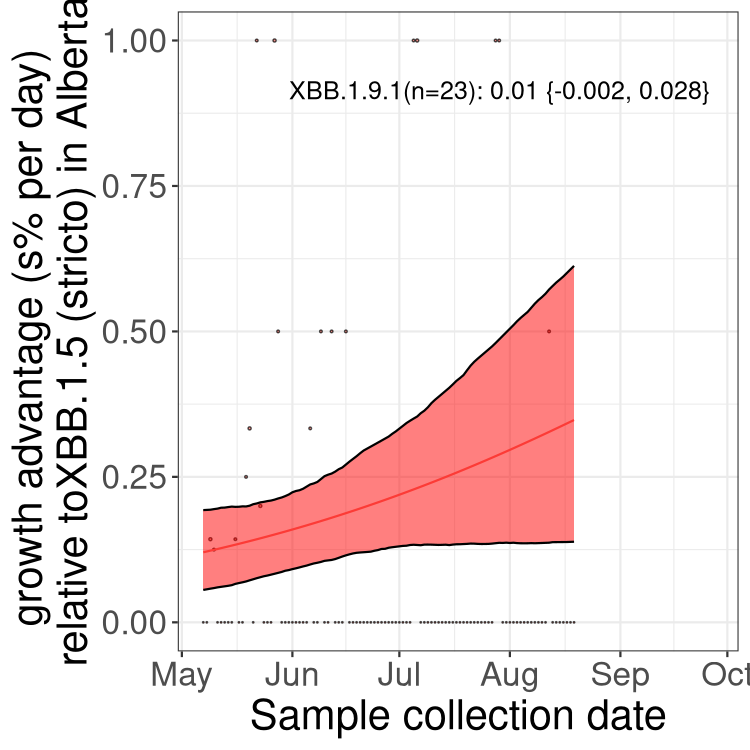 growth advantage (s% per day)
relative toXBB.1.5 (stricto) in Alberta
1.00
0.75
0.50
0.25
0.00
XBB.1.9.1(n=23): 0.01 {-0.002, 0.028}
May Jun Jul Aug Sep Oct
Sample collection date